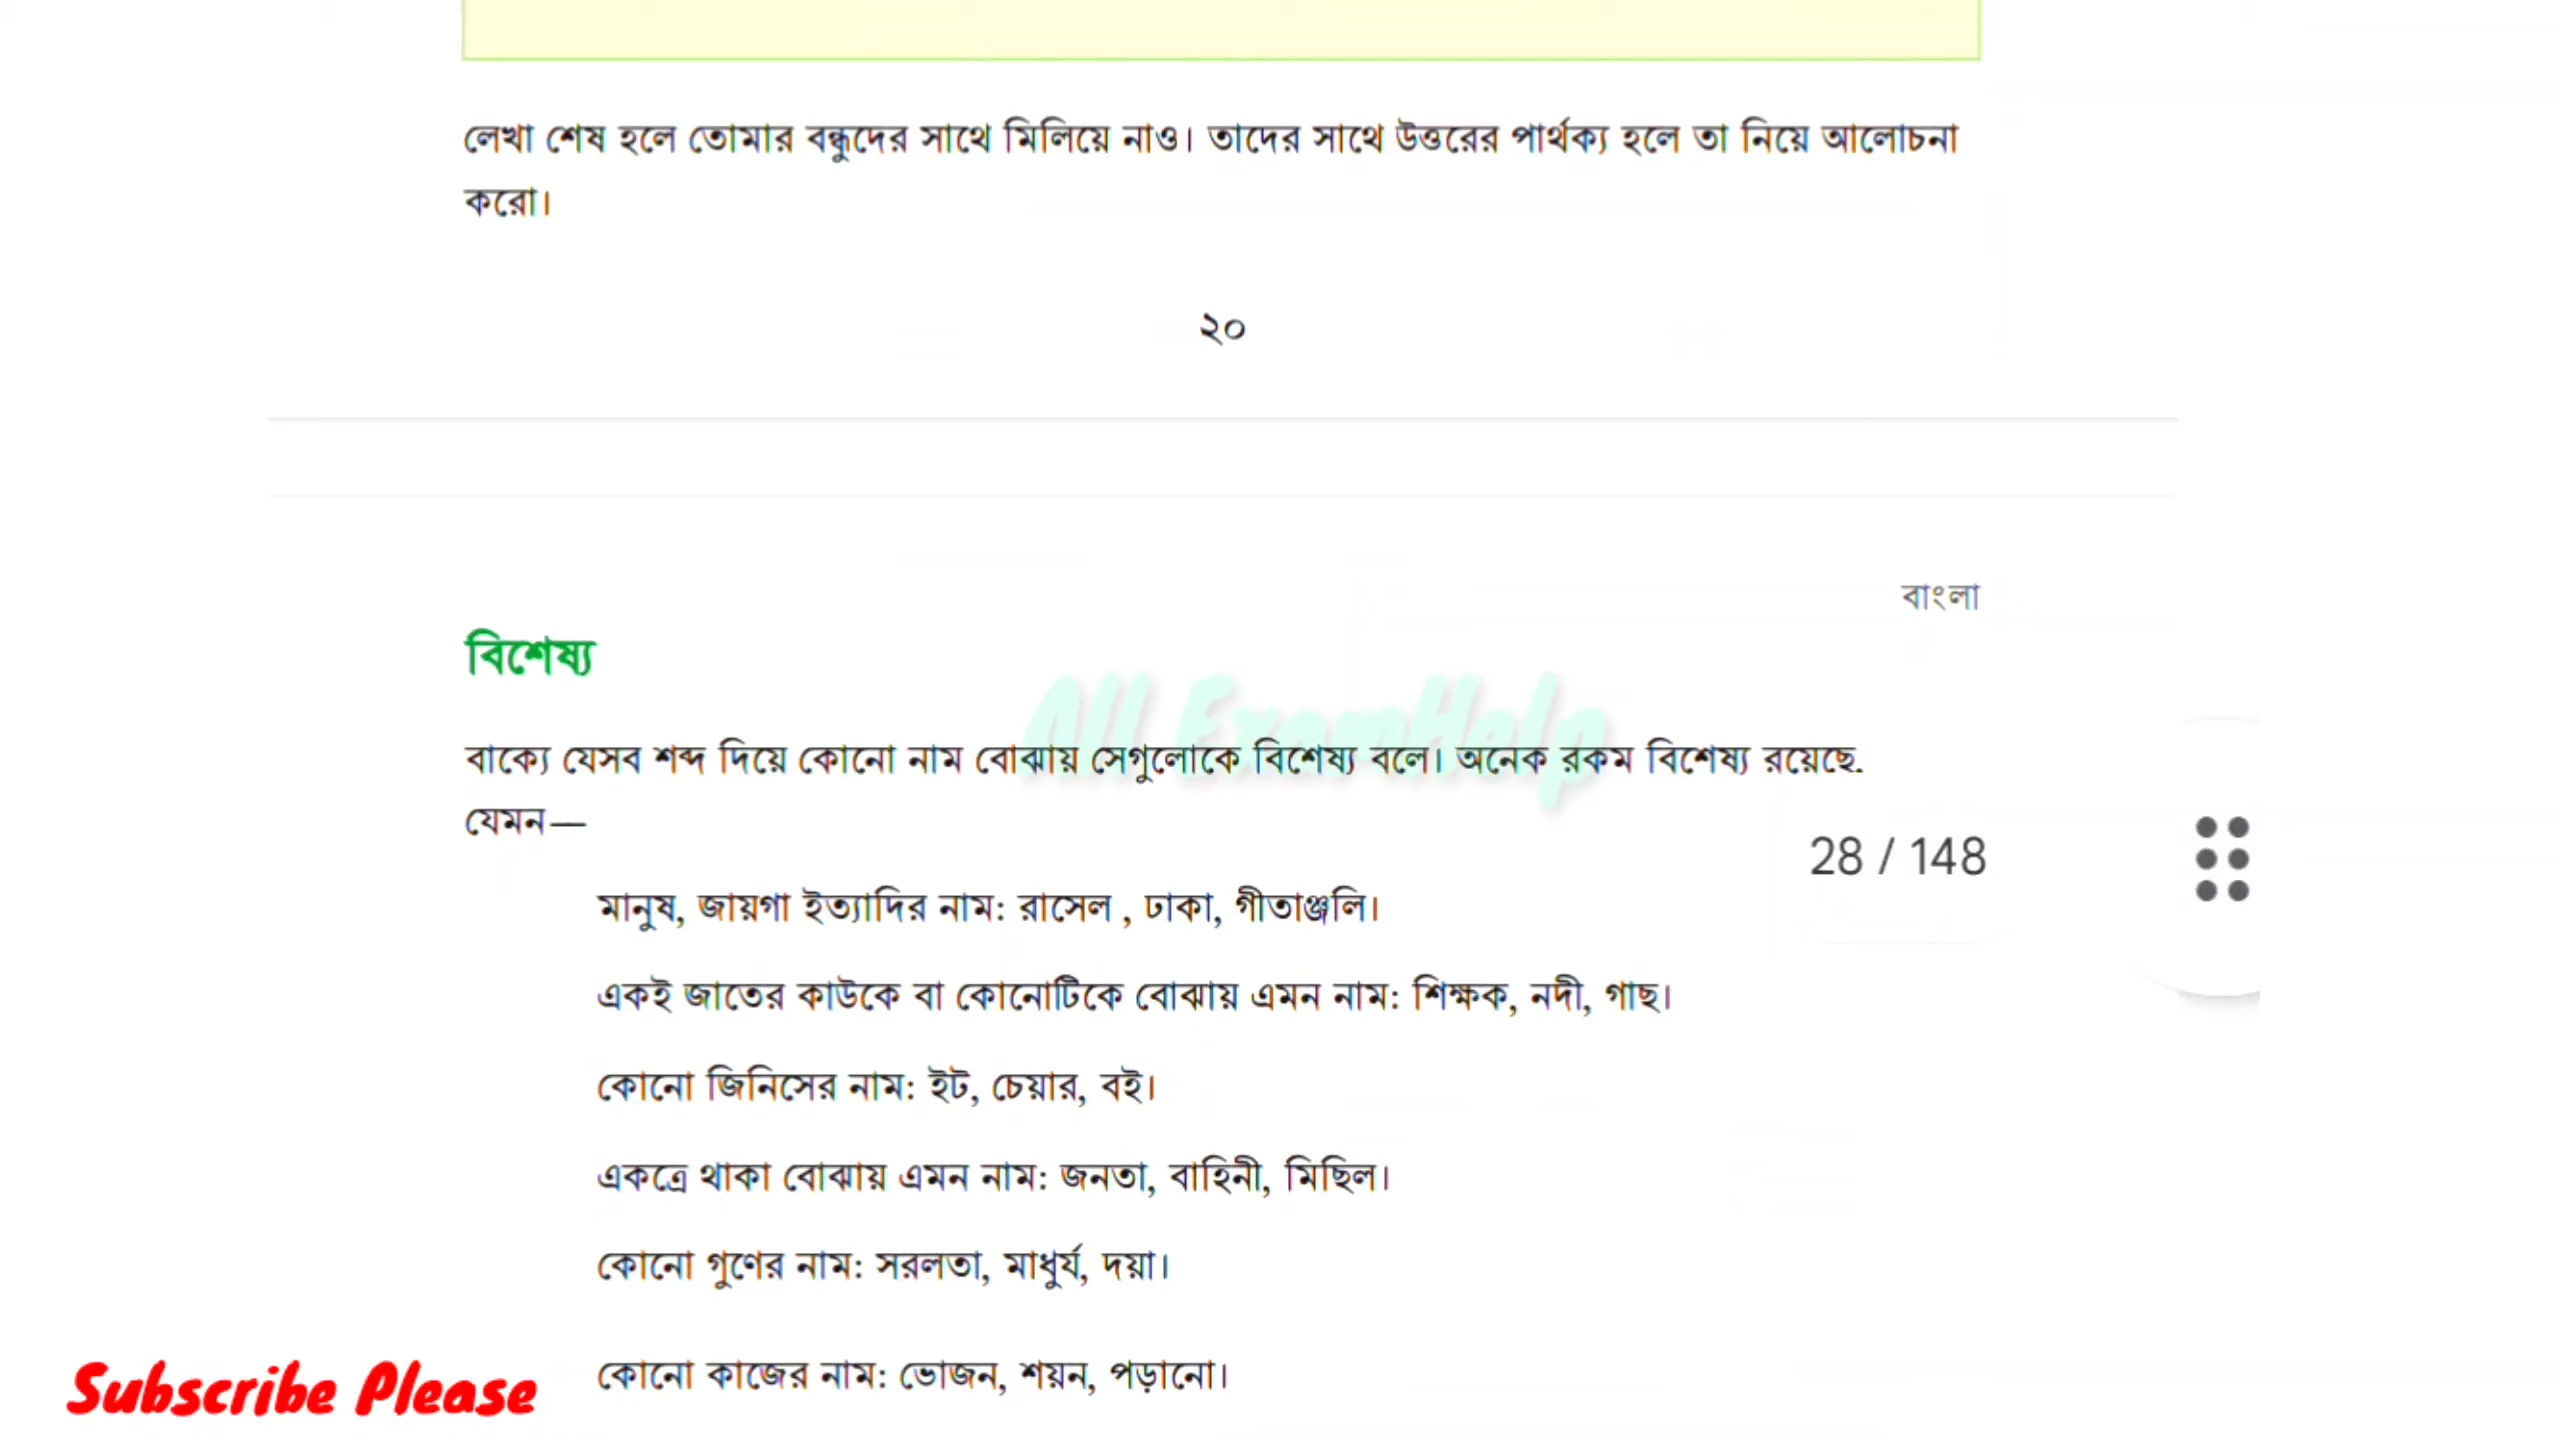 লেখা শেষ হলে তোমার বন্ধুদের সাথে মিলিয়ে নাও। তাদের সাথে উত্তরের পার্থক্য হলে তা নিয়ে আলোচনা
করো।
২০
বাংলা
বিশেষ্য
All ExamHelp
বাক্যে যেসব শব্দ দিয়ে কোনো নাম বোঝায় সেগুলোকে বিশেষ্য বলে। অনেক রকম বিশেষ্য রয়েছে.
যেমন—
28 / 148
মানুষ, জায়গা ইত্যাদির নাম: রাসেল , ঢাকা, গীতাঞ্জলি।
একই জাতের কাউকে বা কোনোটিকে বোঝায় এমন নাম: শিক্ষক, নদী, গাছ।
কোনো জিনিসের নাম: ইট, চেয়ার, বই।
একত্রে থাকা বোঝায় এমন নাম: জনতা, বাহিনী, মিছিল।
কোনো গুণের নাম: সরলতা, মাধুর্য, দয়া।
কোনো কাজের নাম: ভোজন, শয়ন, পড়ানো।
Subscribe Please